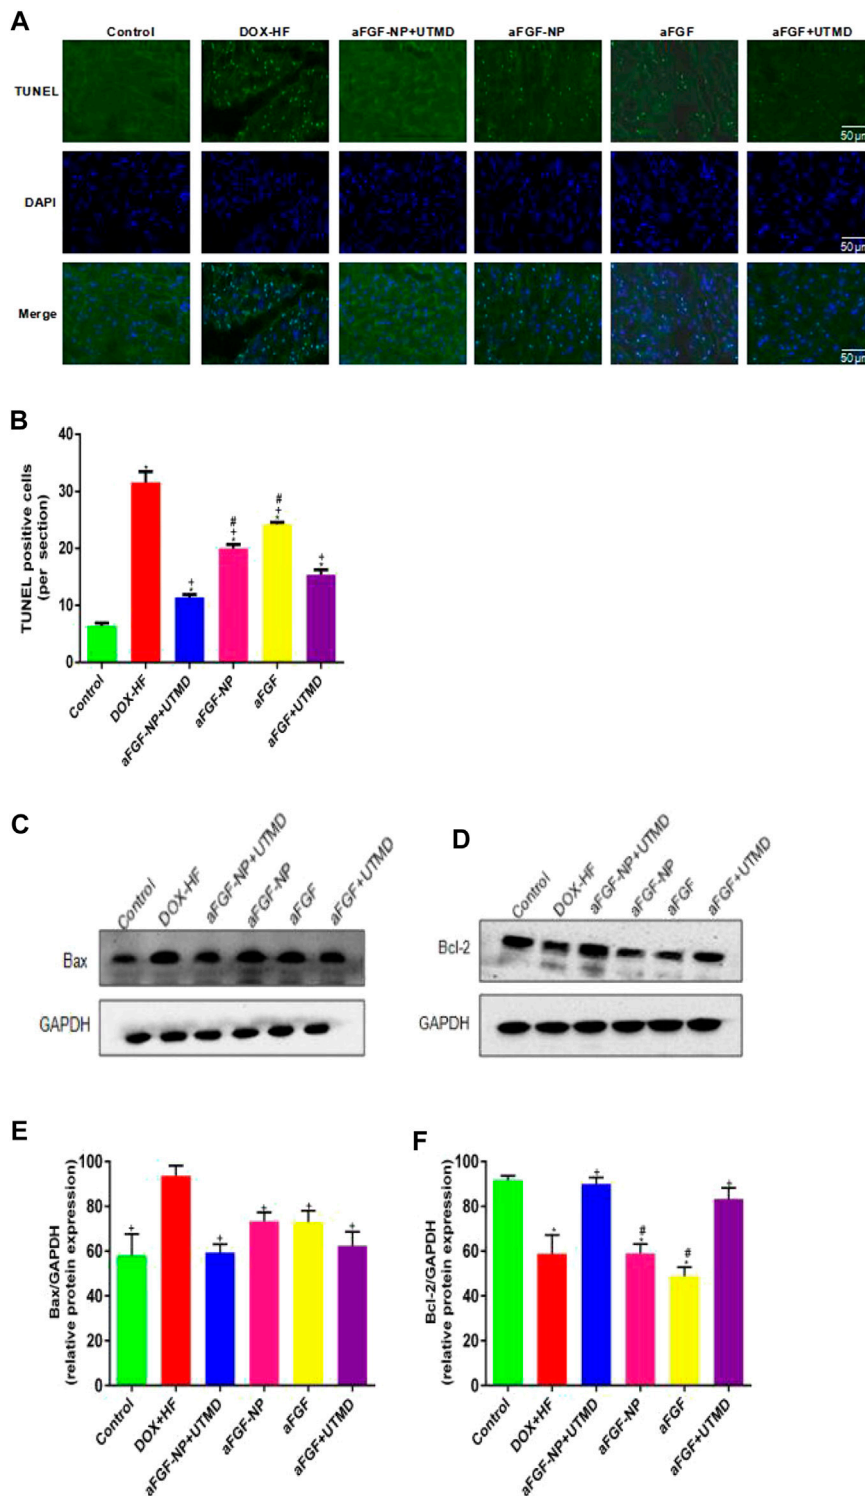 A
Control DOX-HF aFGF-NP+UTMD aFGF-NP aFGF aFGF+UTMD
TUNEL
50 µm
DAPI
50 µm
Merge
50 µm
B
TUNEL positive cells
(per section)
40
30
20
10
0
*
+
*
#
+
*
#
+
*
+
*
Control
DOX-HF
aFGF-NP+UTMD
aFGF-NP
aFGF
aFGF+UTMD
C
Control
DOX-HF
aFGF-NP+UTMD
aFGF-NP
aFGF
aFGF+UTMD
Bax
GAPDH
D
Control
DOX-HF
aFGF-NP+UTMD
aFGF-NP
aFGF
aFGF+UTMD
Bcl-2
GAPDH
E
Bax/GAPDH
(relative protein expression)
100
80
60
40
20
0
+
+
+
+
+
Control
DOX+HF
aFGF-NP+UTMD
aFGF-NP
aFGF
aFGF+UTMD
F
Bcl-2/GAPDH
(relative protein expression)
100
80
60
40
20
0
*
+
#
*
#
*
+
Control
DOX+HF
aFGF-NP+UTMD
aFGF-NP
aFGF
aFGF+UTMD